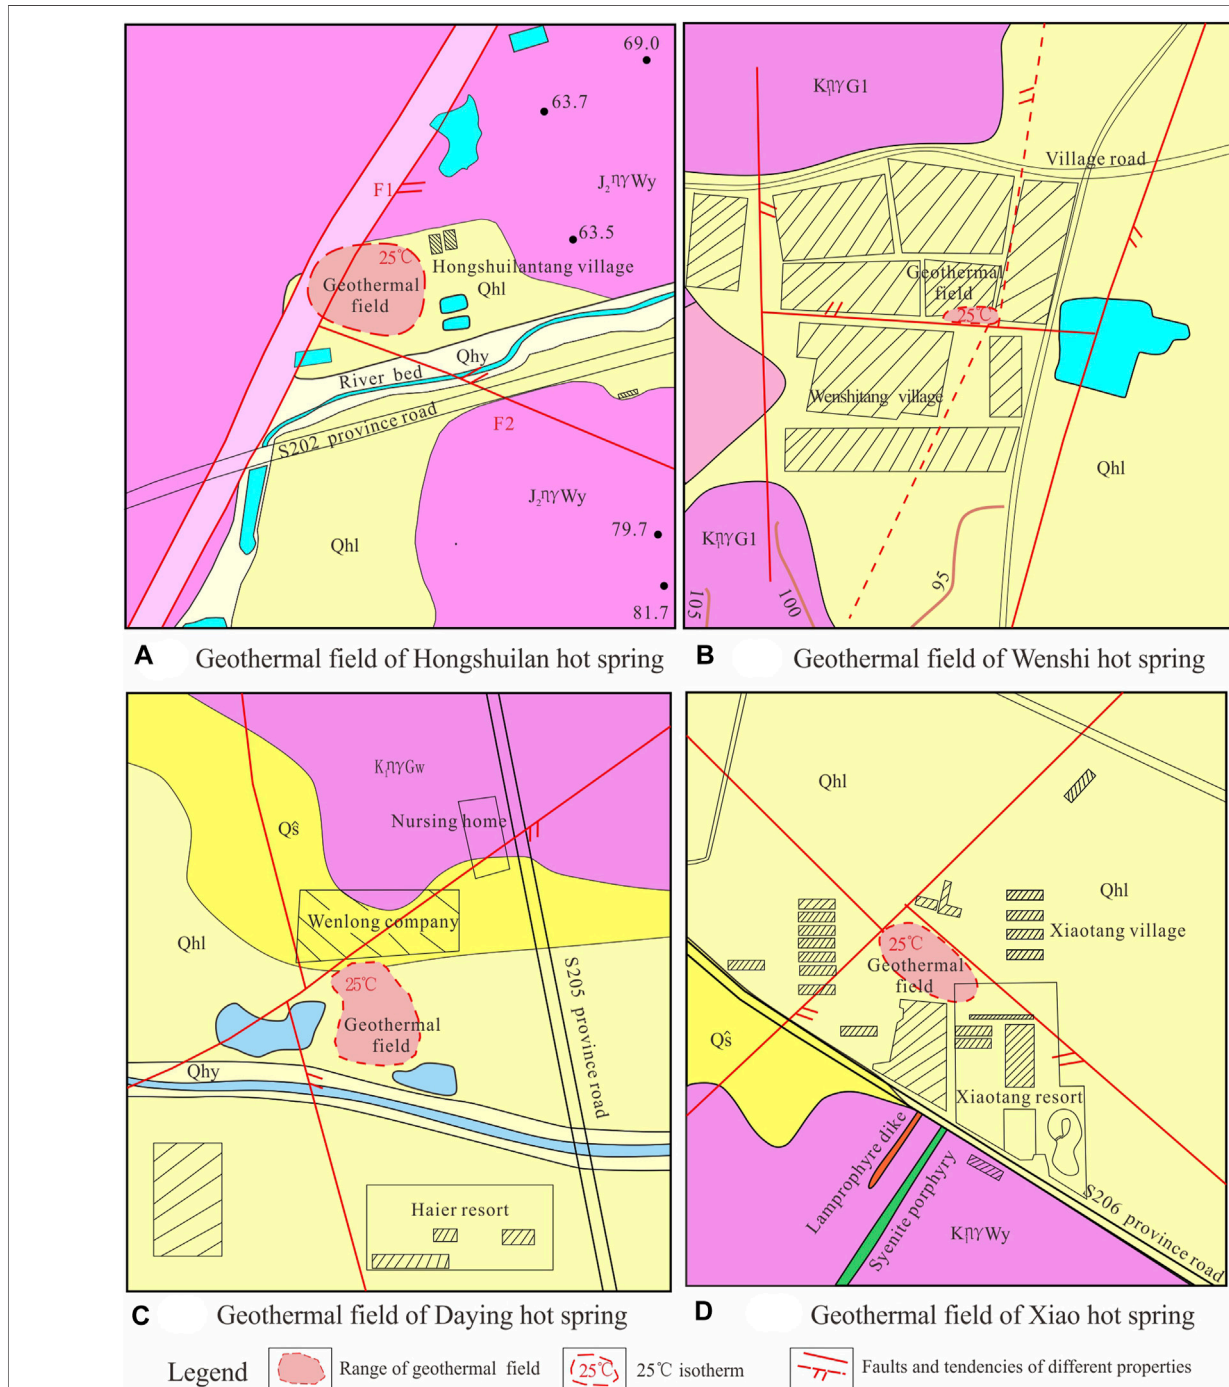 69.0
63.7
F1
J₂ηγWy
63.5
25℃
Hongshuilantang village
Geothermal
field
Qhl
Qhy
River bed
S202 province road
F2
J₂ηγWy
Qhl
79.7
81.7
A Geothermal field of Hongshuilan hot spring
KηγG1
Village road
Geothermal
field
25℃
Wenshitang village
Qhl
KηγG1
95
100
105
B Geothermal field of Wenshi hot spring
K₁ηγGw
Nursing home
Qŝ
Wenlong company
Qhl
25℃
Geothermal
field
S205 province road
Qhy
Haier resort
C Geothermal field of Daying hot spring
Qhl
Qhl
Xiaotang village
25℃
Geothermal
field
Qŝ
Xiaotang resort
Lamprophyre dike
Syenite porphyry
S206 province road
KηγWy
D Geothermal field of Xiao hot spring
Legend
Range of geothermal field
25℃
25℃ isotherm
Faults and tendencies of different properties